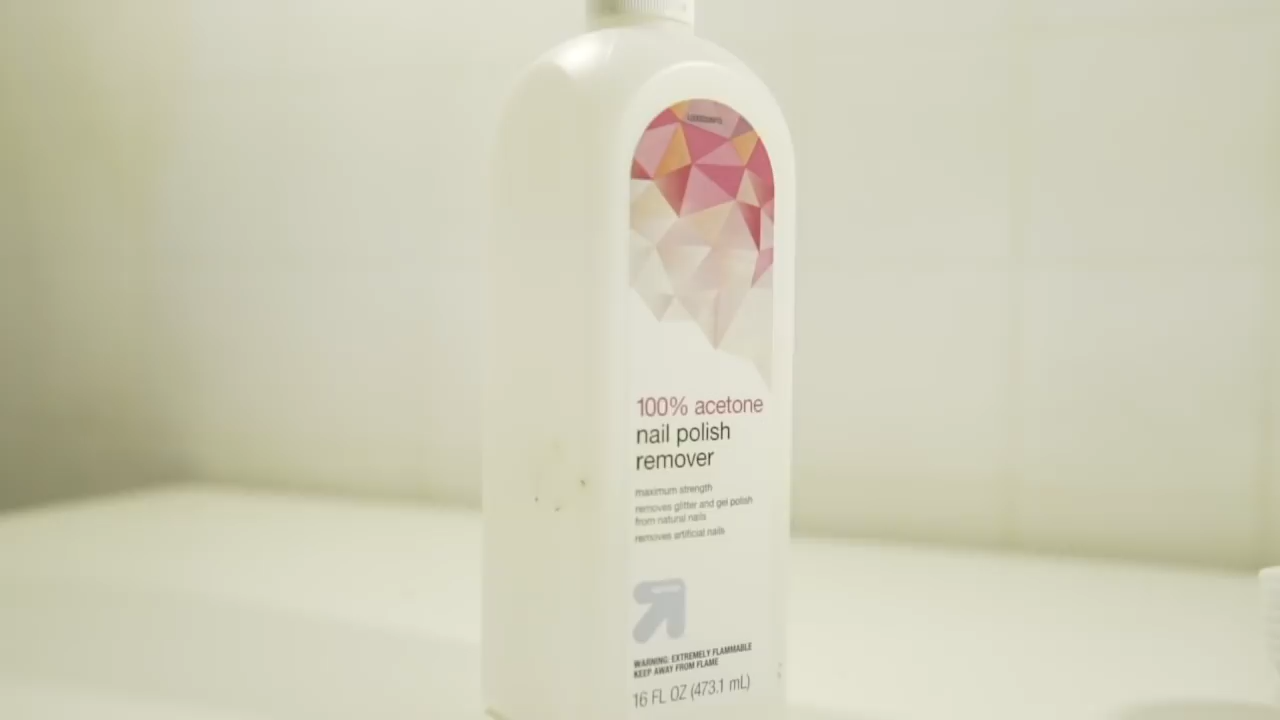 100% acetone
nail polish
remover
maximum strength
removes glitter and gel polish
from natural nails
removes artificial nails
WARNING: EXTREMELY FLAMMABLE
KEEP AWAY FROM FLAME
16 FL OZ (473.1 mL)